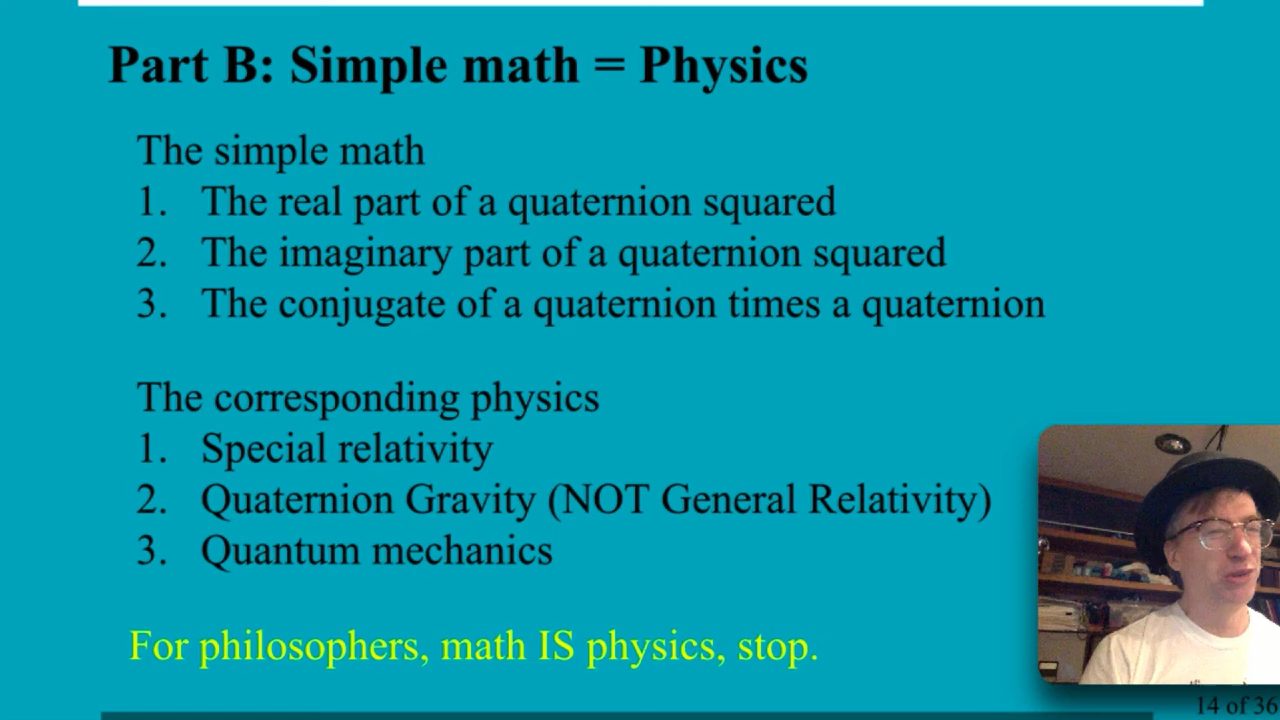 Part B: Simple math = Physics
The simple math
1. The real part of a quaternion squared
2. The imaginary part of a quaternion squared
3. The conjugate of a quaternion times a quaternion
The corresponding physics
1. Special relativity
2. Quaternion Gravity (NOT General Relativity)
3. Quantum mechanics
For philosophers, math IS physics, stop.
14 of 36